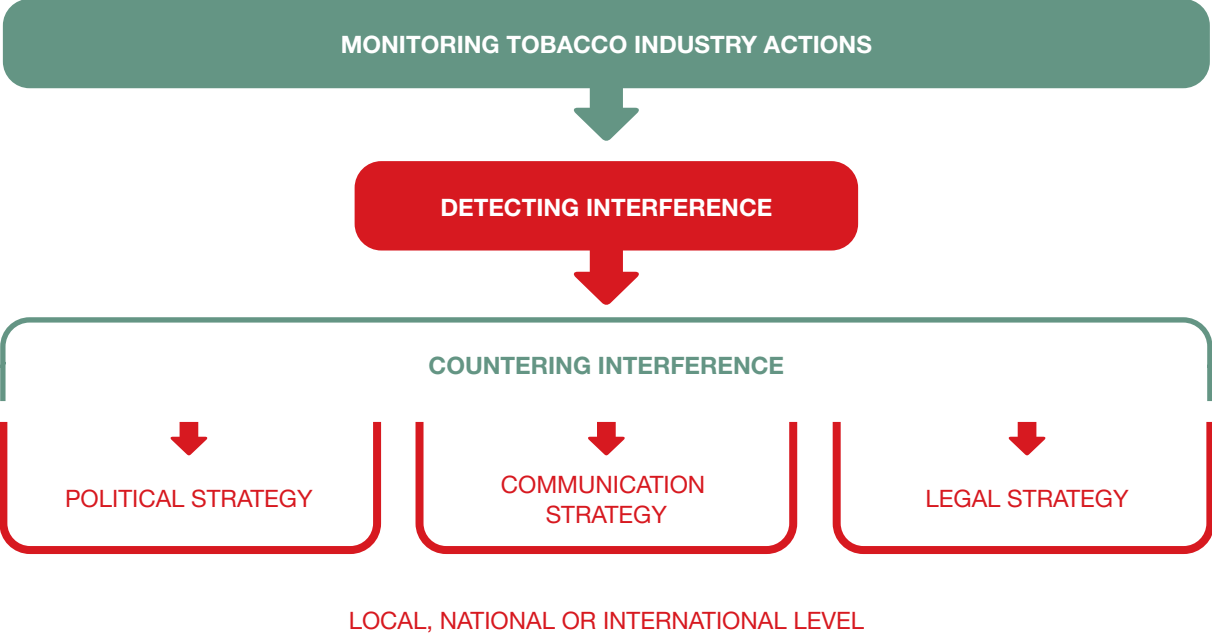 MONITORING TOBACCO INDUSTRY ACTIONS
DETECTING INTERFERENCE
COUNTERING INTERFERENCE
POLITICAL STRATEGY
COMMUNICATION
STRATEGY
LEGAL STRATEGY
LOCAL, NATIONAL OR INTERNATIONAL LEVEL